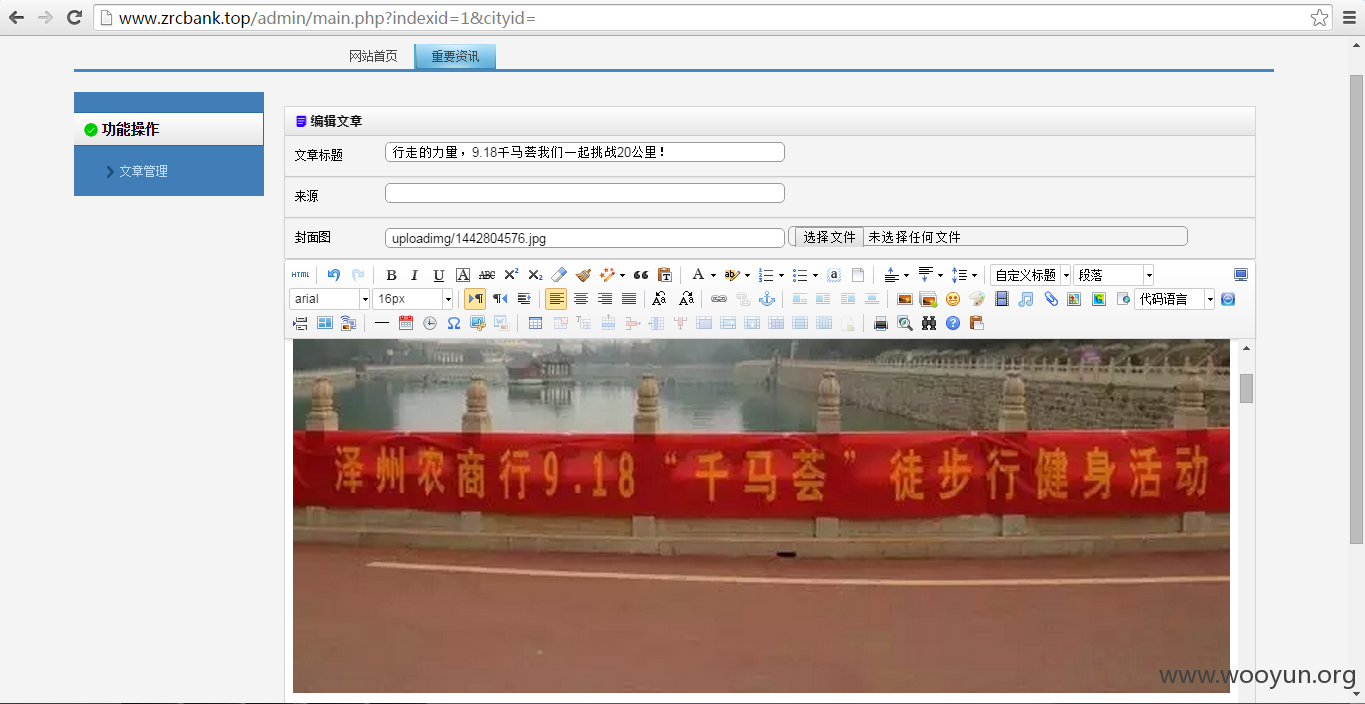 www.zrcbank.top/admin/main.php?indexid=1&cityid=
网站首页 重要资讯
功能操作
文章管理
编辑文章
文章标题 行走的力量，9.18千马荟我们一起挑战20公里！
来源
封面图 uploadimg/1442804576.jpg 选择文件 未选择任何文件
HTML B I U A ABC X² X₂ A ab 自定义标题 段落
arial 16px 代码语言
泽州农商行9.18“千马荟”徒步行健身活动
www.wooyun.org